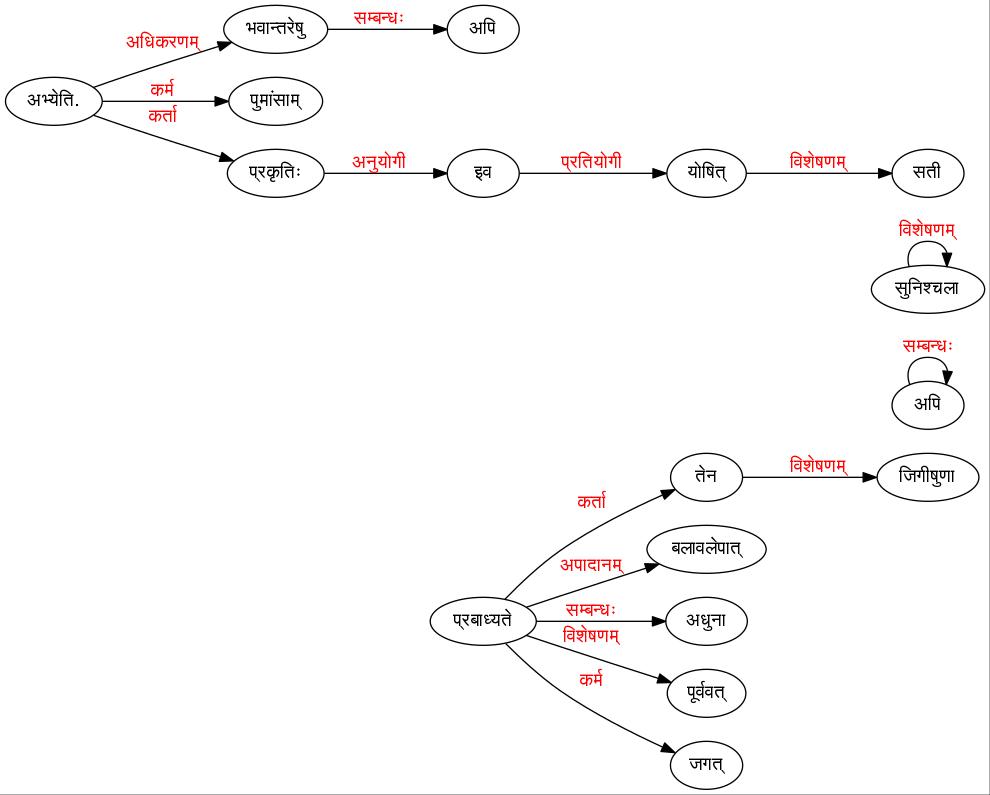 सम्बन्धः
भवान्तरेषु
अपि
अधिकरणम्
अभ्येति.
कर्म
पुमांसाम्
कर्ता
प्रकृतिः
अनुयोगी
इव
प्रतियोगी
योषित्
विशेषणम्
सती
विशेषणम्
सुनिश्चला
सम्बन्धः
अपि
तेन
विशेषणम्
जिगीषुणा
कर्ता
बलावलेपात्
अपादानम्
प्रबाध्यते
सम्बन्धः
अधुना
विशेषणम्
पूर्ववत्
कर्म
जगत्